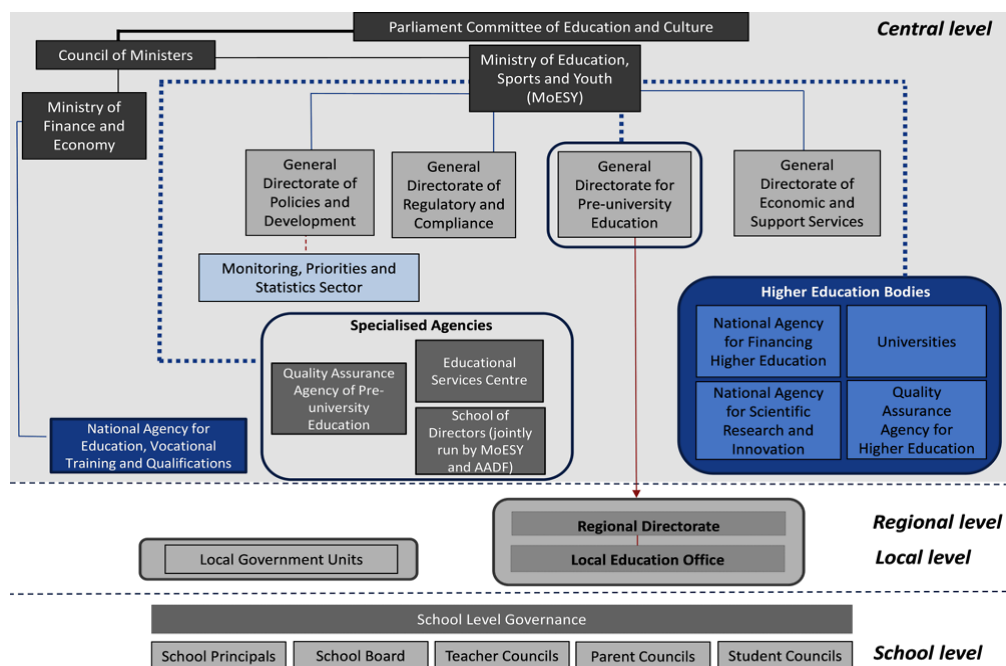 Parliament Committee of Education and Culture
Central level
Council of Ministers
Ministry of Education,
Sports and Youth
(MoESY)
Ministry of
Finance and
Economy
General
Directorate of
Policies and
Development
General
Directorate of
Regulatory and
Compliance
General
Directorate for
Pre-university
Education
General
Directorate of
Economic and
Support Services
Monitoring, Priorities and
Statistics Sector
Specialised Agencies
Quality Assurance
Agency of Pre-
university
Education
Educational
Services Centre
School of
Directors (jointly
run by MoESY
and AADF)
Higher Education Bodies
National Agency
for Financing
Higher Education
Universities
National Agency
for Scientific
Research and
Innovation
Quality
Assurance
Agency for
Higher Education
National Agency for
Education, Vocational
Training and Qualifications
Regional Directorate
Regional level
Local Government Units
Local Education Office
Local level
School Level Governance
School Principals
School Board
Teacher Councils
Parent Councils
Student Councils
School level